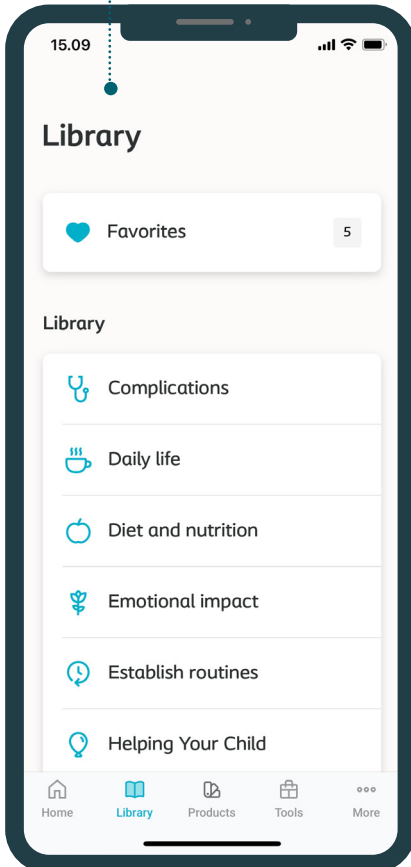 15.09
Library
Favorites 5
Library
Complications
Daily life
Diet and nutrition
Emotional impact
Establish routines
Helping Your Child
Home Library Products Tools More